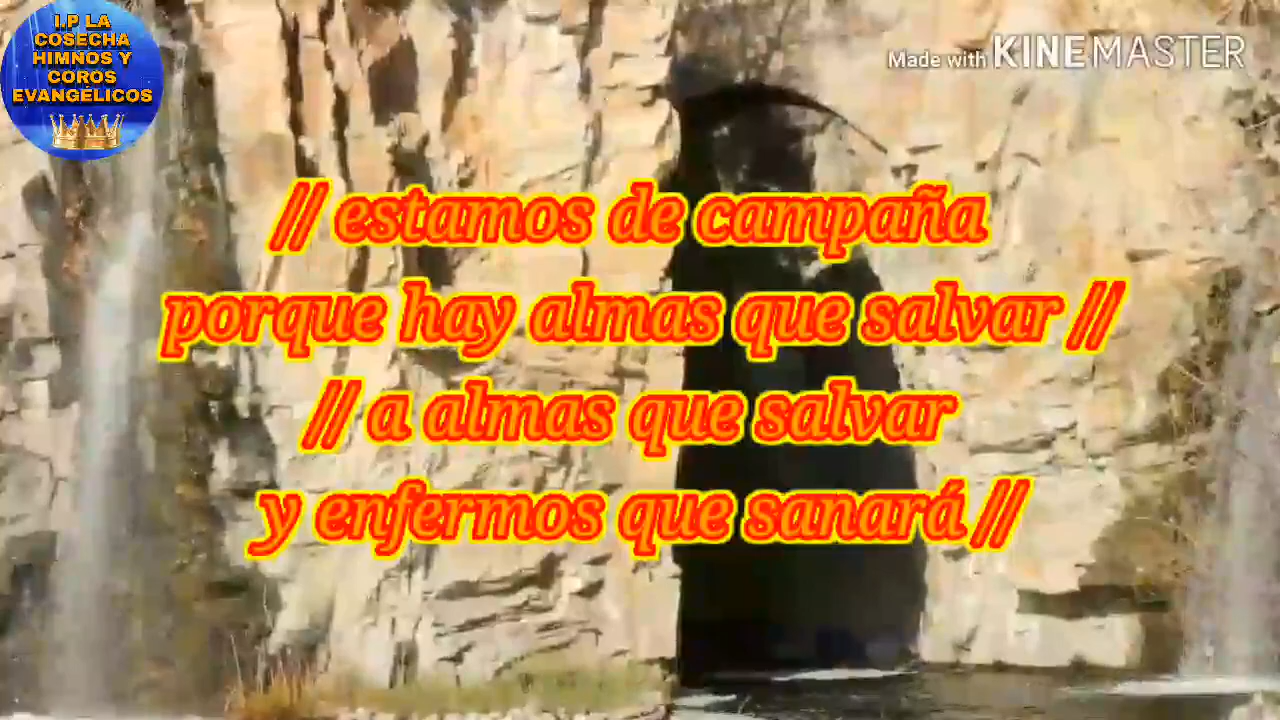 I.P LA
COSECHA
HIMNOS Y
COROS
EVANGÉLICOS
Made with KINEMASTER
// estamos de campaña
porque hay almas que salvar //
// a almas que salvar
y enfermos que sanará //